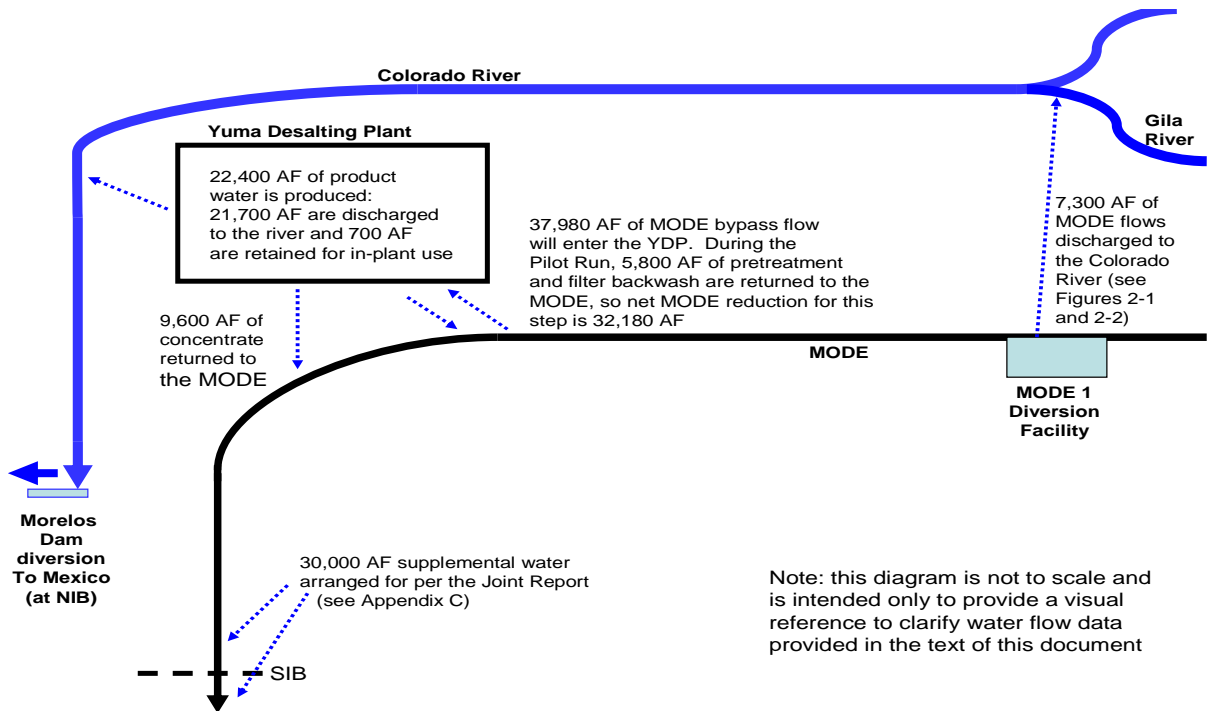 Colorado River
Yuma Desalting Plant
22,400 AF of product
water is produced:
21,700 AF are discharged
to the river and 700 AF
are retained for in-plant use
Gila
River
37,980 AF of MODE bypass flow
will enter the YDP.  During the
Pilot Run, 5,800 AF of pretreatment
and filter backwash are returned to the
MODE, so net MODE reduction for this
step is 32,180 AF
7,300 AF of
MODE flows
discharged to
the Colorado
River (see
Figures 2-1
and 2-2)
9,600 AF of
concentrate
returned to
the MODE
MODE
MODE 1
Diversion
Facility
Morelos
Dam
diversion
To Mexico
(at NIB)
30,000 AF supplemental water
arranged for per the Joint Report
(see Appendix C)
SIB
Note: this diagram is not to scale and
is intended only to provide a visual
reference to clarify water flow data
provided in the text of this document